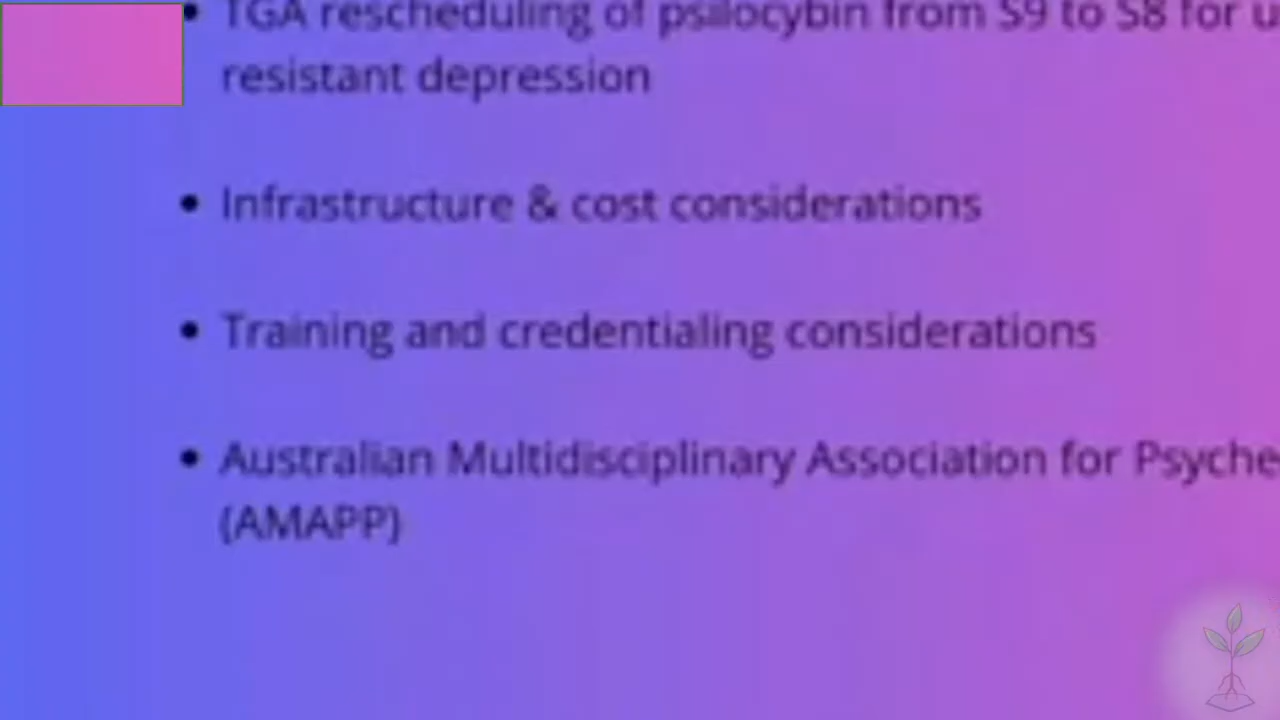 • TGA rescheduling of psilocybin from S9 to S8 for
resistant depression
• Infrastructure & cost considerations
• Training and credentialing considerations
• Australian Multidisciplinary Association for
(AMAPP)